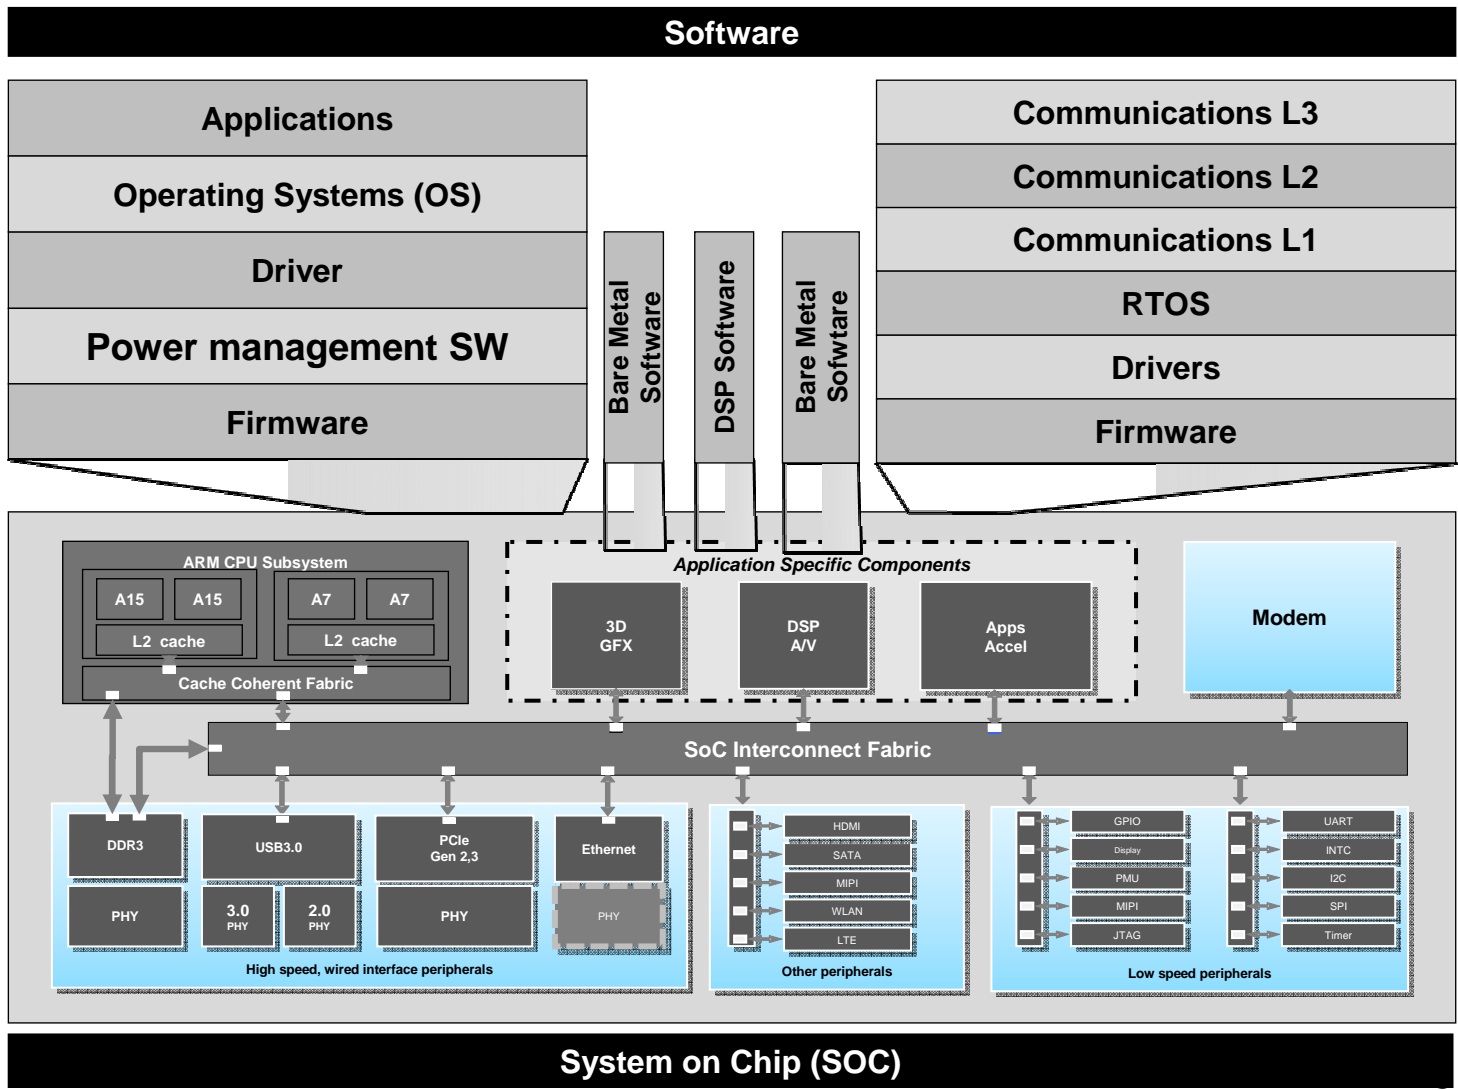 Software
Applications
Operating Systems (OS)
Driver
Power management SW
Firmware
Bare Metal
Software
DSP Software
Bare Metal
Sofwtare
Communications L3
Communications L2
Communications L1
RTOS
Drivers
Firmware
ARM CPU Subsystem
A15
A15
A7
A7
L2 cache
L2 cache
Cache Coherent Fabric
Application Specific Components
3D
GFX
DSP
A/V
Apps
Accel
Modem
SoC Interconnect Fabric
DDR3
PHY
USB3.0
3.0
PHY
2.0
PHY
PCIe
Gen 2,3
PHY
Ethernet
PHY
High speed, wired interface peripherals
HDMI
SATA
MIPI
WLAN
LTE
Other peripherals
GPIO
Display
PMU
MIPI
JTAG
UART
INTC
I2C
SPI
Timer
Low speed peripherals
System on Chip (SOC)